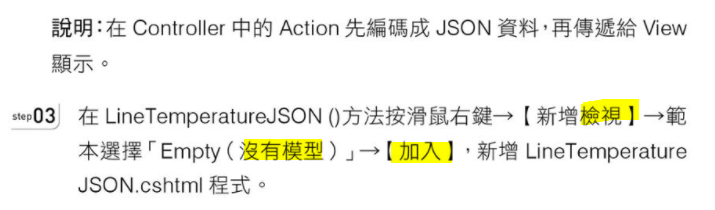 說明：在 Controller 中的 Action 先編碼成 JSON 資料，再傳遞給 View
顯示。
step03 在 LineTemperatureJSON ()方法按滑鼠右鍵→【新增檢視】→範
本選擇「Empty（沒有模型）」→【加入】，新增 LineTemperature
JSON.cshtml 程式。